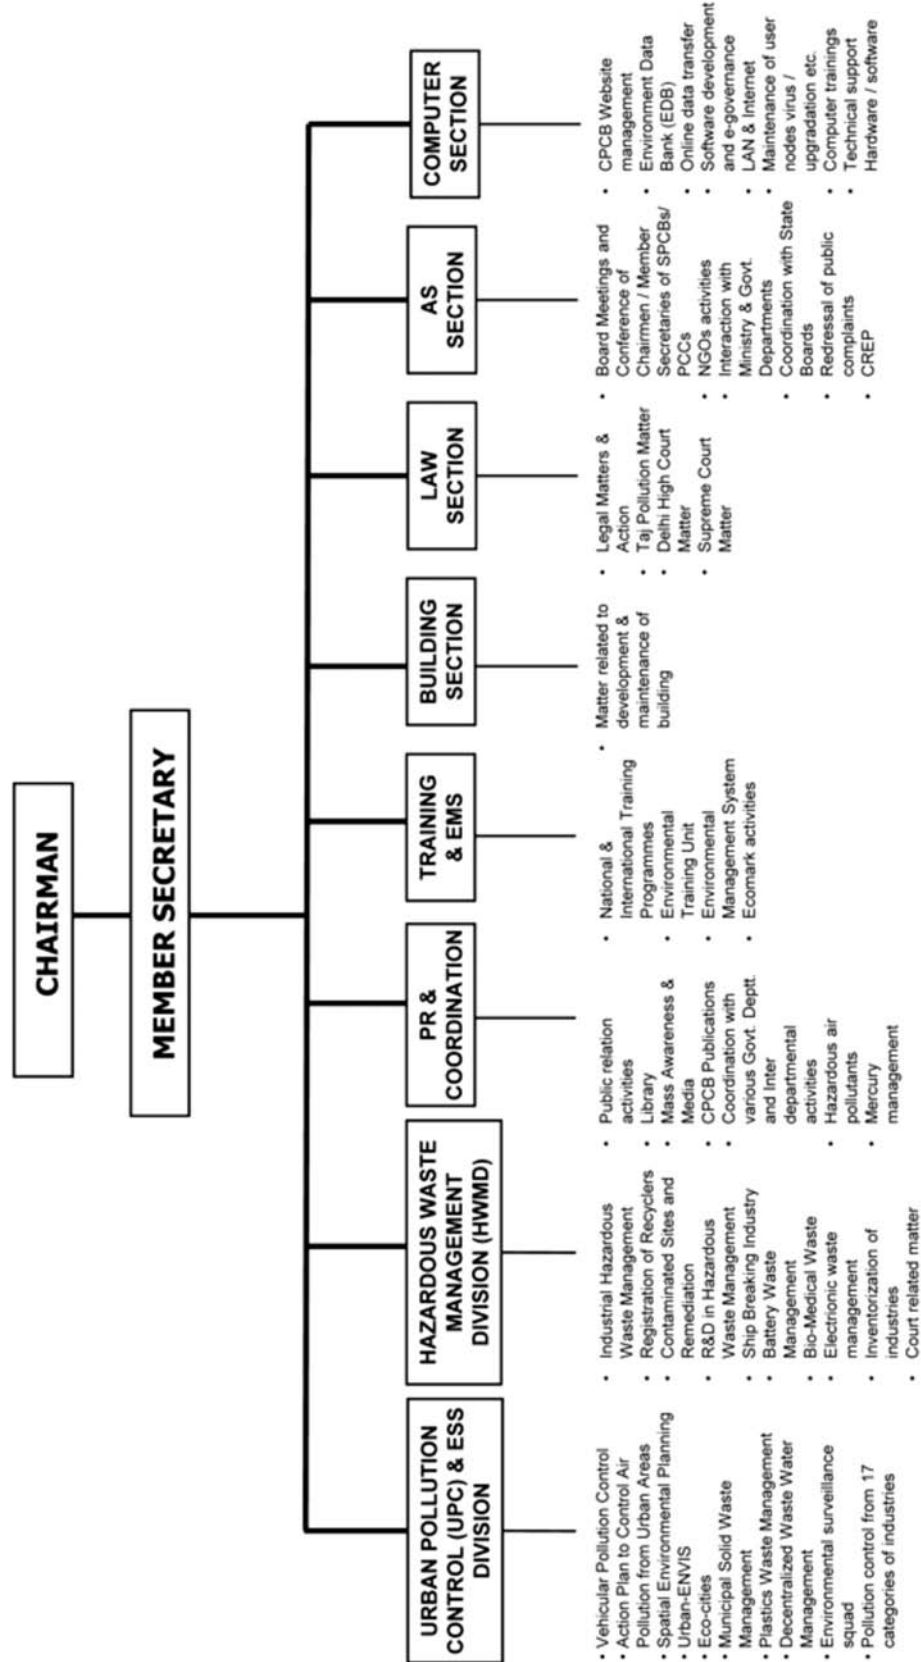 CHAIRMAN
MEMBER SECRETARY
URBAN POLLUTION
CONTROL (UPC) & ESS
DIVISION
• Vehicular Pollution Control
• Action Plan to Control Air
Pollution from Urban Areas
• Spatial Environmental Planning
• Urban-ENVIS
• Eco-cities
• Municipal Solid Waste
Management
• Plastics Waste Management
• Decentralized Waste Water
Management
• Environmental surveillance
squad
• Pollution control from 17
categories of industries
HAZARDOUS WASTE
MANAGEMENT
DIVISION (HWMD)
• Industrial Hazardous
Waste Management
• Registration of Recyclers
• Contaminated Sites and
Remediation
• R&D in Hazardous
Waste Management
• Ship Breaking Industry
• Battery Waste
Management
• Bio-Medical Waste
• Electrionic waste
management
• Inventorization of
industries
• Court related matter
PR &
COORDINATION
• Public relation
activities
• Library
• Mass Awareness &
Media
• CPCB Publications
• Coordination with
various Govt. Deptt.
and Inter
departmental
activities
• Hazardous air
pollutants
• Mercury
management
TRAINING
& EMS
• National &
International Training
Programmes
• Environmental
Training Unit
• Environmental
Management System
• Ecomark activities
BUILDING
SECTION
• Matter related to
development &
maintenance of
building
LAW
SECTION
• Legal Matters &
Action
• Taj Pollution Matter
• Delhi High Court
Matter
• Supreme Court
Matter
AS
SECTION
• Board Meetings and
Conference of
Chairmen / Member
Secretaries of SPCBs/
PCCs
• NGOs activities
• Interaction with
Ministry & Govt.
Departments
• Coordination with State
Boards
• Redressal of public
complaints
• CREP
COMPUTER
SECTION
• CPCB Website
management
• Environment Data
Bank (EDB)
• Online data transfer
• Software development
and e-governance
• LAN & Internet
• Maintenance of user
nodes virus /
upgradation etc.
• Computer trainings
• Technical support
Hardware / software